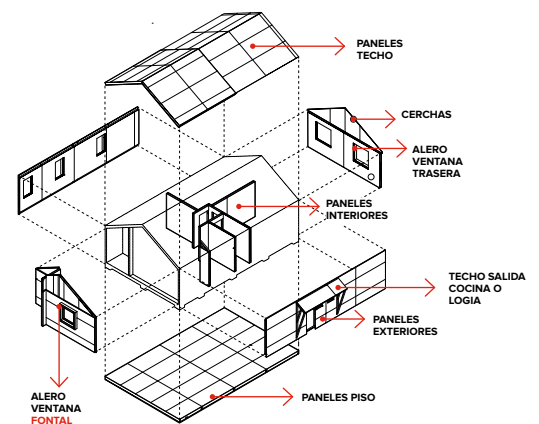 PANELES
TECHO
CERCHAS
ALERO
VENTANA
TRASERA
PANELES
INTERIORES
TECHO SALIDA
COCINA O
LOGIA
PANELES
EXTERIORES
PANELES PISO
ALERO
VENTANA
FONTAL